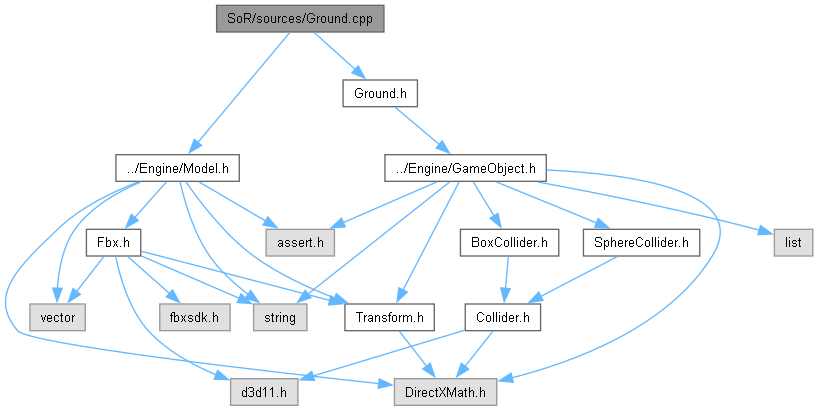 SoR/sources/Ground.cpp
Ground.h
../Engine/Model.h
../Engine/GameObject.h
Fbx.h
assert.h
BoxCollider.h
SphereCollider.h
list
vector
fbxsdk.h
string
Transform.h
Collider.h
d3d11.h
DirectXMath.h